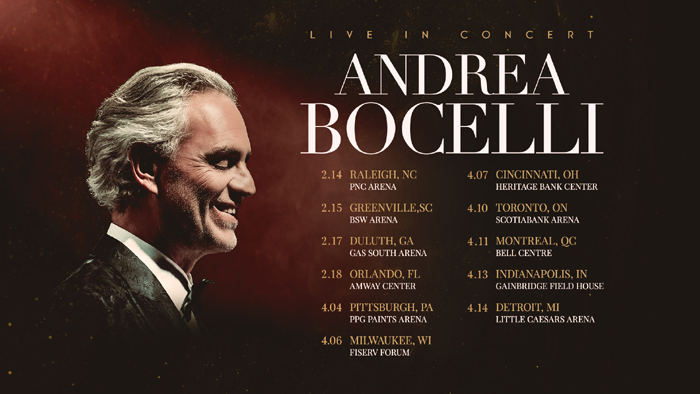 LIVE IN CONCERT
ANDREA
BOCELLI
2.14 RALEIGH, NC
PNC ARENA
2.15 GREENVILLE,SC
BSW ARENA
2.17 DULUTH, GA
GAS SOUTH ARENA
2.18 ORLANDO, FL
AMWAY CENTER
4.04 PITTSBURGH, PA
PPG PAINTS ARENA
4.06 MILWAUKEE, WI
FISERV FORUM
4.07 CINCINNATI, OH
HERITAGE BANK CENTER
4.10 TORONTO, ON
SCOTIABANK ARENA
4.11 MONTREAL, QC
BELL CENTRE
4.13 INDIANAPOLIS, IN
GAINBRIDGE FIELD HOUSE
4.14 DETROIT, MI
LITTLE CAESARS ARENA